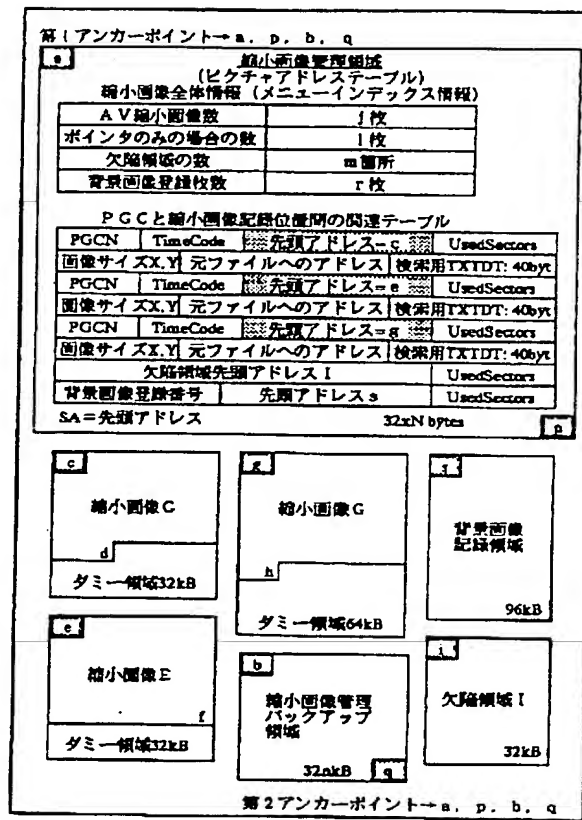 第1アンカーポイント→a, p, b, q
a
縮小画像管理領域
(ピクチャアドレステーブル)
縮小画像全体情報 (メニューインデックス情報)
AV縮小画像数 j枚
ポインタのみの場合の数 l枚
欠陥領域の数 m箇所
背景画像登録枚数 r枚
PGCと縮小画像記録位置間の関連テーブル
PGCN TimeCode 先頭アドレス=c UsedSectors
画像サイズX,Y 元ファイルへのアドレス 検索用TXTDT: 40byt
PGCN TimeCode 先頭アドレス=e UsedSectors
画像サイズX,Y 元ファイルへのアドレス 検索用TXTDT: 40byt
PGCN TimeCode 先頭アドレス=g UsedSectors
画像サイズX,Y 元ファイルへのアドレス 検索用TXTDT: 40byt
欠陥領域先頭アドレスI UsedSectors
背景画像登録番号 先頭アドレスs UsedSectors
SA=先頭アドレス 32xN bytes
p
c
縮小画像G
d
ダミー領域32kB
g
縮小画像G
h
ダミー領域64kB
背景画像
記録領域
96kB
e
縮小画像E
f
ダミー領域32kB
b
縮小画像管理
バックアップ
領域
32nkB q
i
欠陥領域I
32kB
第2アンカーポイント→a, p, b, q